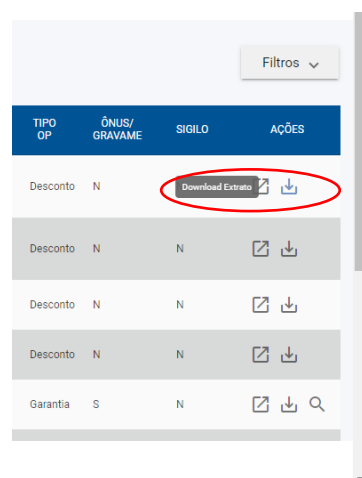 Filtros
TIPO OP ÔNUS/ GRAVAME SIGILO AÇÕES
Desconto N Download Extrato
Desconto N N
Desconto N N
Desconto N N
Garantia S N